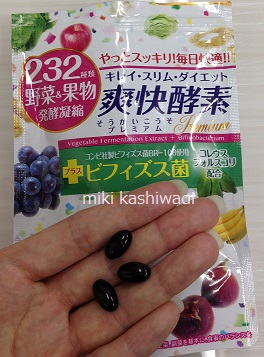 やっとスッキリ!毎日快適!!
232種類
野菜&果物
発酵凝縮
キレイ・スリム・ダイエット
爽快酵素
そうかいこうそ
プレミアム
Premium
Vegetable Fermentation Extract + Bifidobacterium
コンビ社製ビフィズス菌BR-108使用
プラス
+ビフィズス菌
コレウス
フォルスコリ
配合
miki kashiwagi